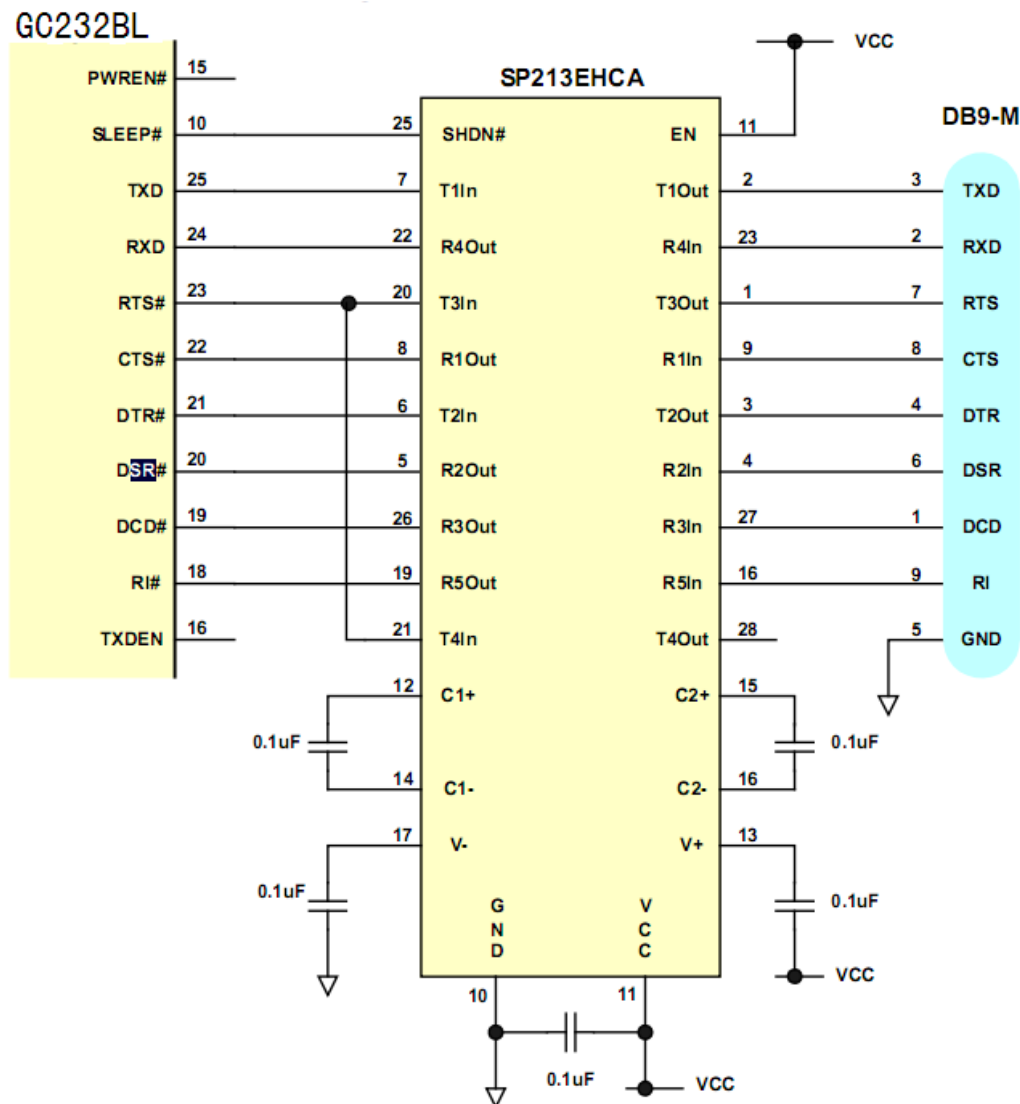 GC232BL
PWREN# 15
SLEEP# 10
TXD 25
RXD 24
RTS# 23
CTS# 22
DTR# 21
DSR# 20
DCD# 19
RI# 18
TXDEN 16
SP213EHCA
25 SHDN# EN 11
7 T1In T1Out 2
22 R4Out R4In 23
20 T3In T3Out 1
8 R1Out R1In 9
6 T2In T2Out 3
5 R2Out R2In 4
26 R3Out R3In 27
19 R5Out R5In 16
21 T4In T4Out 28
12 C1+ C2+ 15
0.1uF 0.1uF
14 C1- C2- 16
17 V- V+ 13
0.1uF 0.1uF
GND VCC
VCC
10 11
0.1uF VCC
VCC
DB9-M
3 TXD
2 RXD
7 RTS
8 CTS
4 DTR
6 DSR
1 DCD
9 RI
5 GND